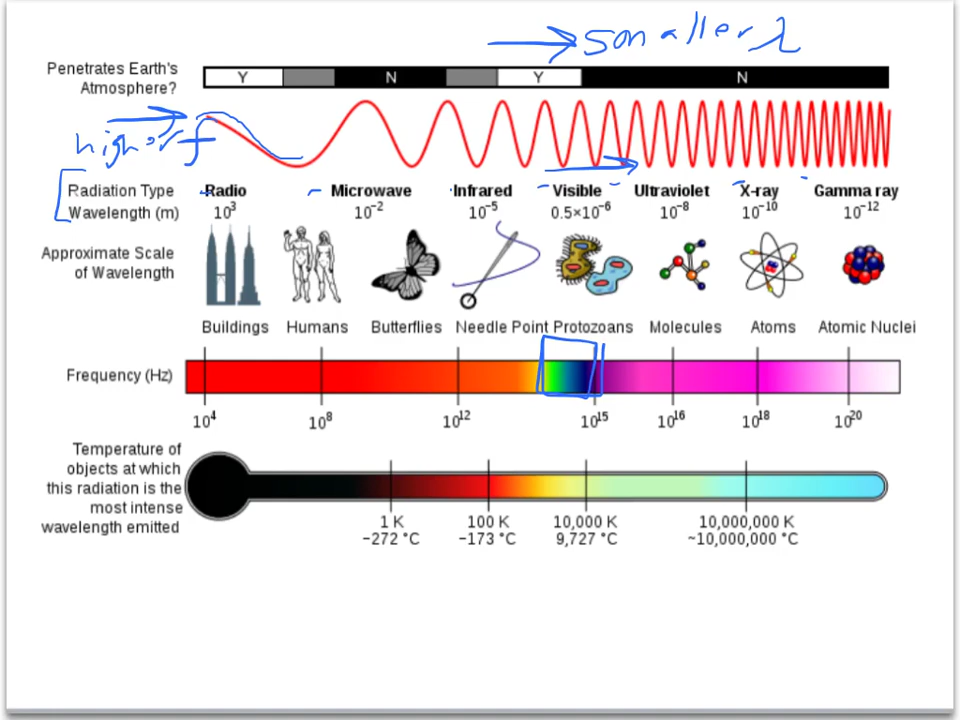 → smaller λ
Penetrates Earth's
Atmosphere?
Y N Y N
higher f
Radiation Type
Radio Microwave Infrared Visible Ultraviolet X-ray Gamma ray
Wavelength (m)
10³ 10⁻² 10⁻⁵ 0.5×10⁻⁶ 10⁻⁸ 10⁻¹⁰ 10⁻¹²
Approximate Scale
of Wavelength
Buildings Humans Butterflies Needle Point Protozoans Molecules Atoms Atomic Nuclei
Frequency (Hz)
10⁴ 10⁸ 10¹² 10¹⁵ 10¹⁶ 10¹⁸ 10²⁰
Temperature of
objects at which
this radiation is the
most intense
wavelength emitted
1 K 100 K 10,000 K 10,000,000 K
−272 °C −173 °C 9,727 °C ~10,000,000 °C